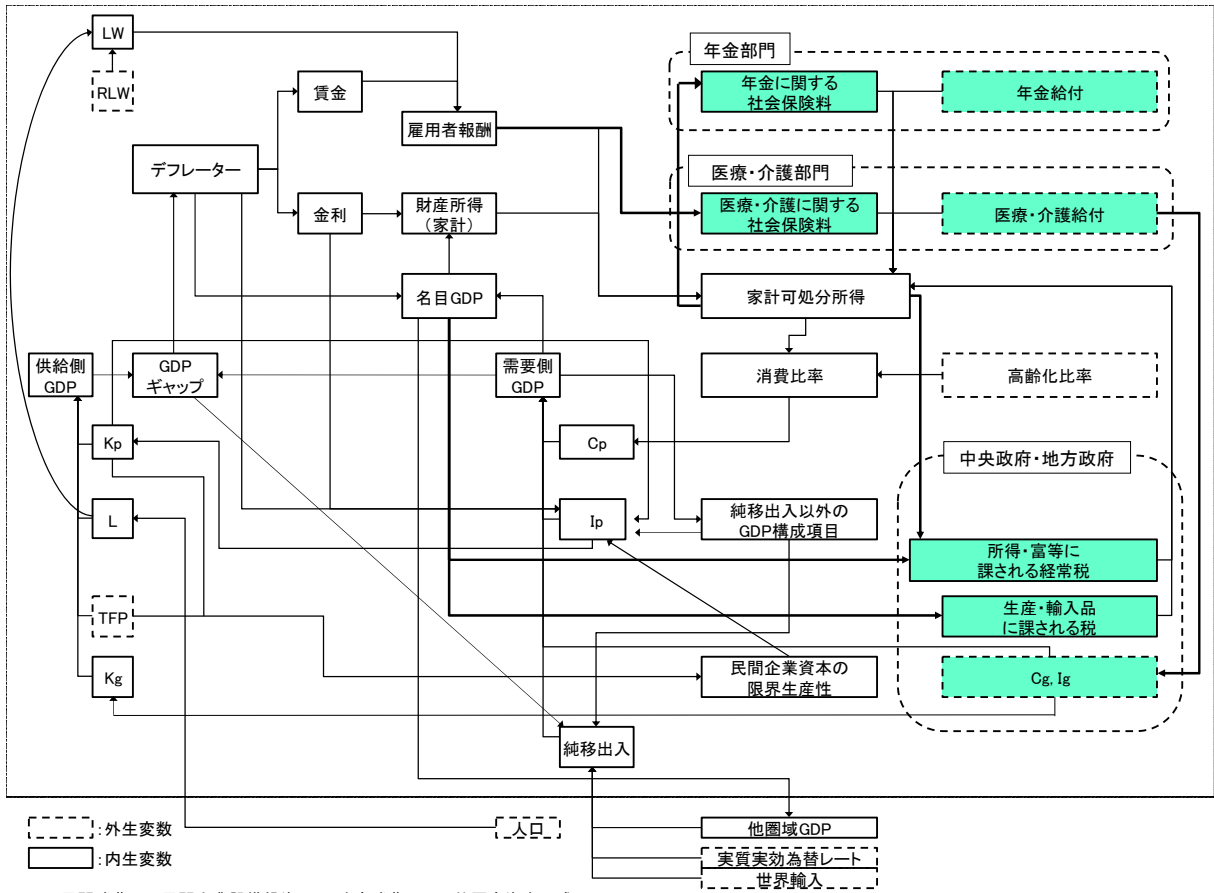 LW
RLW
賃金
雇用者報酬
デフレーター
金利
財産所得
（家計）
名目GDP
年金部門
年金に関する
社会保険料
年金給付
医療・介護部門
医療・介護に関する
社会保険料
医療・介護給付
家計可処分所得
供給側
GDP
GDP
ギャップ
需要側
GDP
消費比率
高齢化比率
Kp
Cp
中央政府・地方政府
L
Ip
純移出入以外の
GDP構成項目
所得・富等に
課される経常税
TFP
生産・輸入品
に課される税
Kg
民間企業資本の
限界生産性
Cg, Ig
純移出入
:外生変数
人口
他圏域GDP
:内生変数
実質実効為替レート
世界輸入